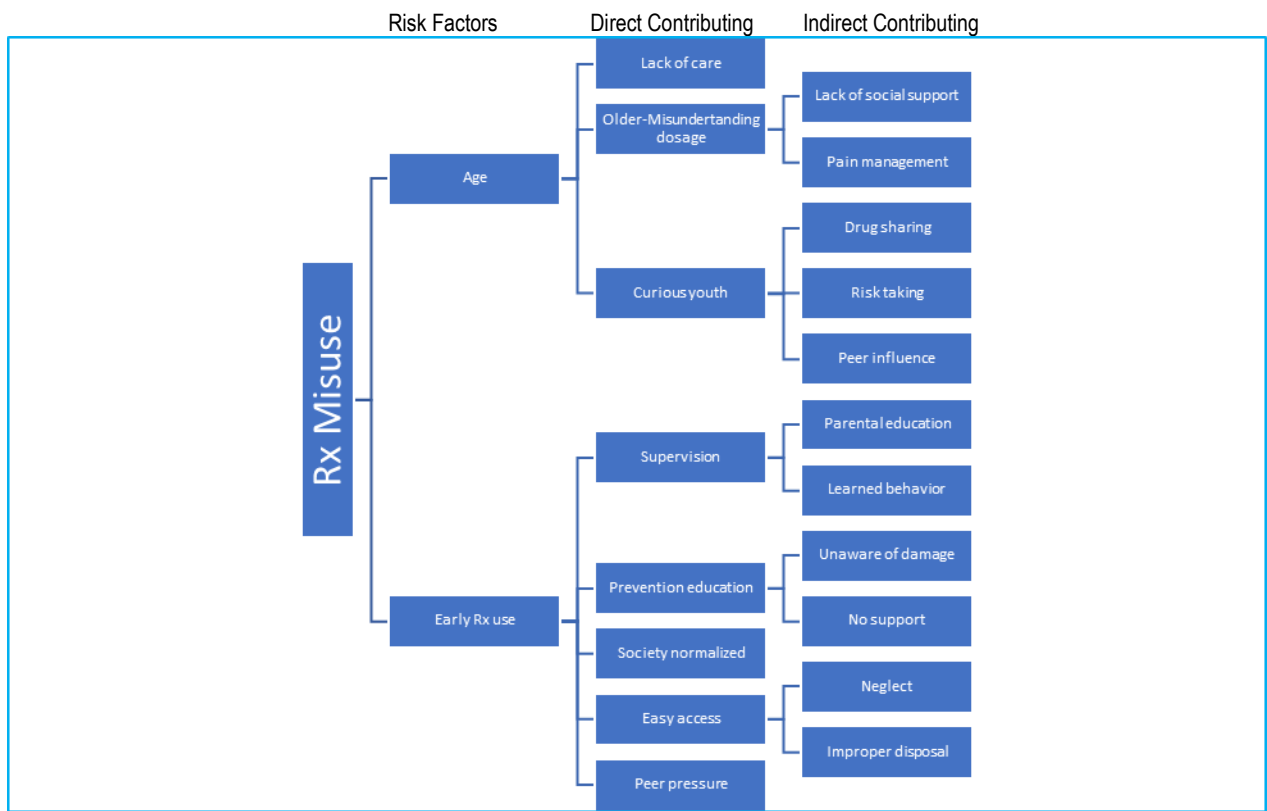 Risk Factors Direct Contributing Indirect Contributing
Lack of care
Older-Misundertanding
dosage
Lack of social support
Pain management
Age
Drug sharing
Curious youth
Risk taking
Peer influence
Rx Misuse
Parental education
Supervision
Learned behavior
Unaware of damage
Prevention education
No support
Early Rx use
Society normalized
Neglect
Easy access
Improper disposal
Peer pressure